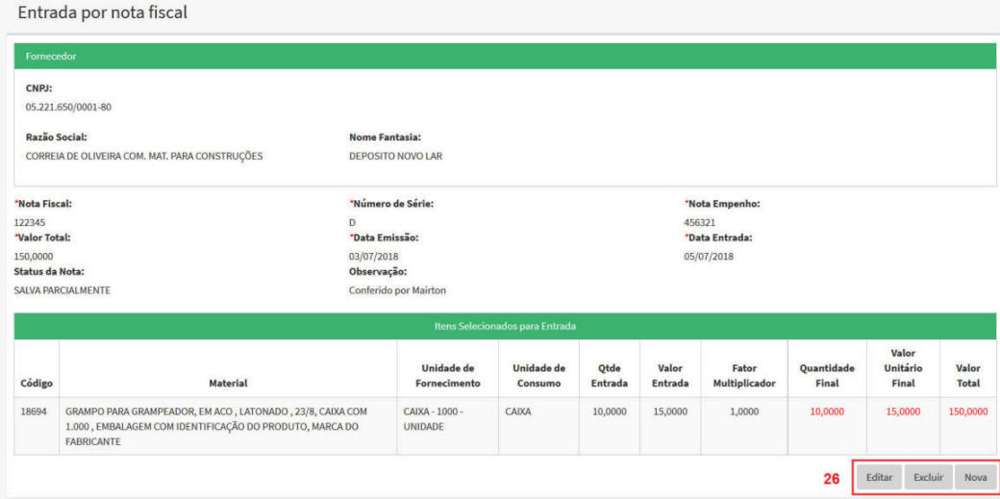 Entrada por nota fiscal
Fornecedor
CNPJ:
05.221.650/0001-80
Razão Social: Nome Fantasia:
CORREIA DE OLIVEIRA COM. MAT. PARA CONSTRUÇÕES DEPOSITO NOVO LAR
*Nota Fiscal: *Número de Série: *Nota Empenho:
122345 D 456321
*Valor Total: *Data Emissão: *Data Entrada:
150,0000 03/07/2018 05/07/2018
Status da Nota: Observação:
SALVA PARCIALMENTE Conferido por Mairton
Itens Selecionados para Entrada
Código Material Unidade de Fornecimento Unidade de Consumo Qtde Entrada Valor Entrada Fator Multiplicador Quantidade Final Valor Unitário Final Valor Total
18694 GRAMPO PARA GRAMPEADOR, EM ACO , LATONADO , 23/8, CAIXA COM CAIXA - 1000 - CAIXA 10,0000 15,0000 1,0000 10,0000 15,0000 150,0000
1.000 , EMBALAGEM COM IDENTIFICAÇÃO DO PRODUTO, MARCA DO UNIDADE
FABRICANTE
26 Editar Excluir Nova